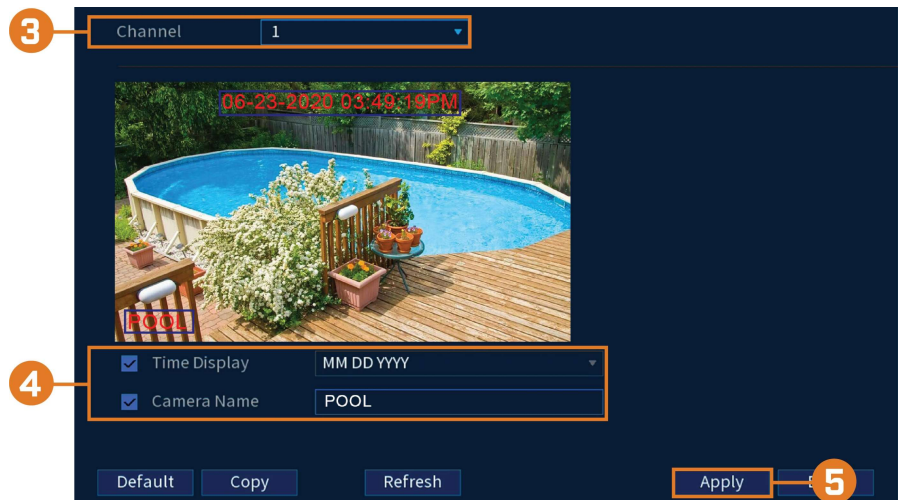 3
Channel 1
06-23-2020 03:49:19PM
POOL
4
Time Display MM DD YYYY
Camera Name POOL
Default Copy Refresh Apply
5